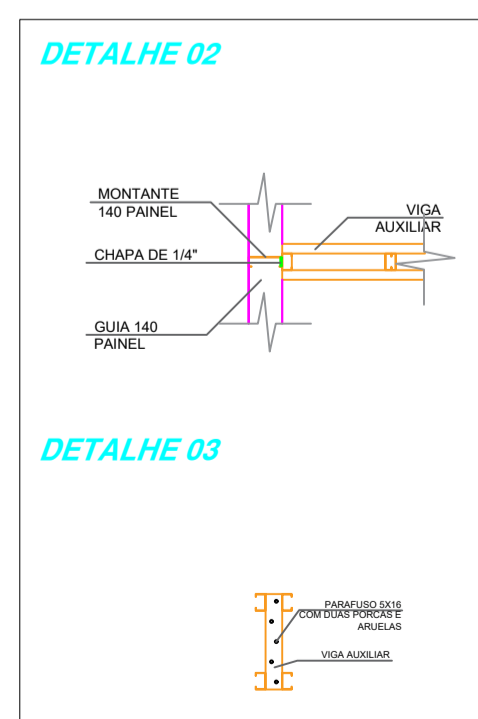 DETALHE 02
MONTANTE
140 PAINEL
VIGA
AUXILIAR
CHAPA DE 1/4"
GUIA 140
PAINEL
DETALHE 03
PARAFUSO 5X16
COM DUAS PORCAS E
ARUELAS
VIGA AUXILIAR